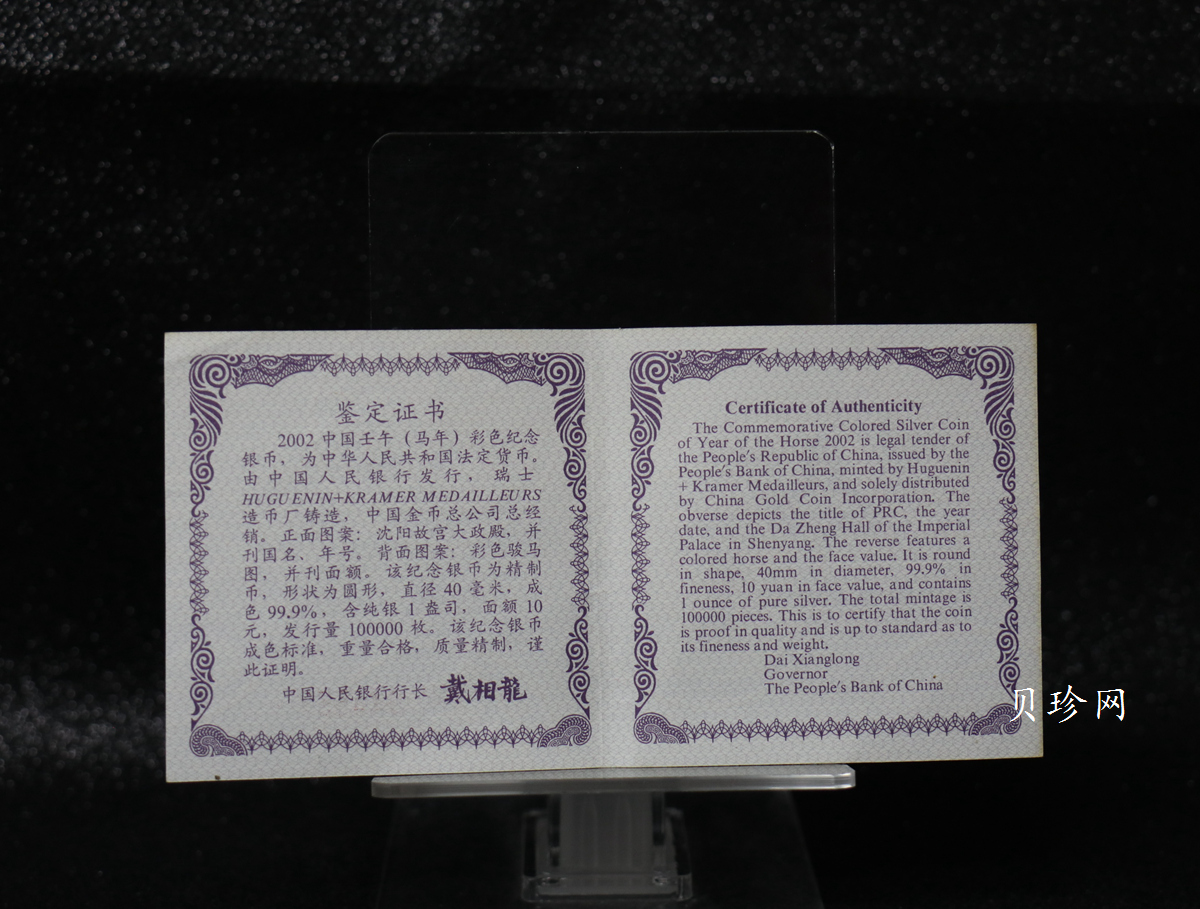 鉴定证书
2002 中国壬午（马年）彩色纪念
银币，为中华人民共和国法定货币。
由中国人民银行发行，瑞士
HUGUENIN+KRAMER MEDAILLEURS
造币厂铸造，中国金币总公司总经
销。正面图案：沈阳故宫大政殿，并
刊国名、年号。背面图案：彩色骏马
图，并刊面额。该纪念银币为精制
币，形状为圆形，直径 40 毫米，成
色 99.9%，含纯银 1 盎司，面额 10
元，发行量 100000 枚。该纪念银币
成色标准，重量合格，质量精制，谨
此证明。
中国人民银行行长 戴相龍
Certificate of Authenticity
The Commemorative Colored Silver Coin
of Year of the Horse 2002 is legal tender of
the People's Republic of China, issued by the
People's Bank of China, minted by Huguenin
+ Kramer Medailleurs, and solely distributed
by China Gold Coin Incorporation. The
obverse depicts the title of PRC, the year
date, and the Da Zheng Hall of the Imperial
Palace in Shenyang. The reverse features a
colored horse and the face value. It is round
in shape, 40mm in diameter, 99.9% in
fineness, 10 yuan in face value, and contains
1 ounce of pure silver. The total mintage is
100000 pieces. This is to certify that the coin
is proof in quality and is up to standard as to
its fineness and weight.
Dai Xianglong
Governor
The People's Bank of China
贝珍网